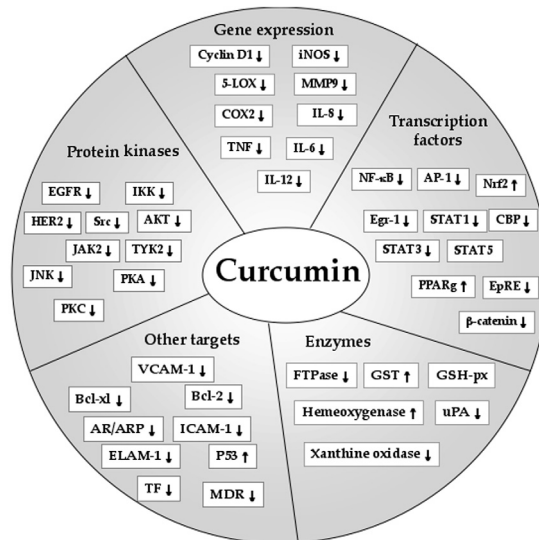 Gene expression
Cyclin D1↓ iNOS↓
5-LOX↓ MMP9↓
COX2↓ IL-8↓
TNF↓ IL-6↓
IL-12↓
Transcription
factors
NF-κB↓ AP-1↓ Nrf2↑
Egr-1↓ STAT1↓ CBP↓
STAT3↓ STAT5
PPARg↑ EpRE↓
β-catenin↓
Protein kinases
EGFR↓ IKK↓
HER2↓ Src↓ AKT↓
JAK2↓ TYK2↓
JNK↓ PKA↓
PKC↓
Curcumin
Other targets
VCAM-1↓
Bcl-xl↓ Bcl-2↓
AR/ARP↓ ICAM-1↓
ELAM-1↓ P53↑
TF↓ MDR↓
Enzymes
FTPase↓ GST↑ GSH-px
Hemeoxygenase↑ uPA↓
Xanthine oxidase↓